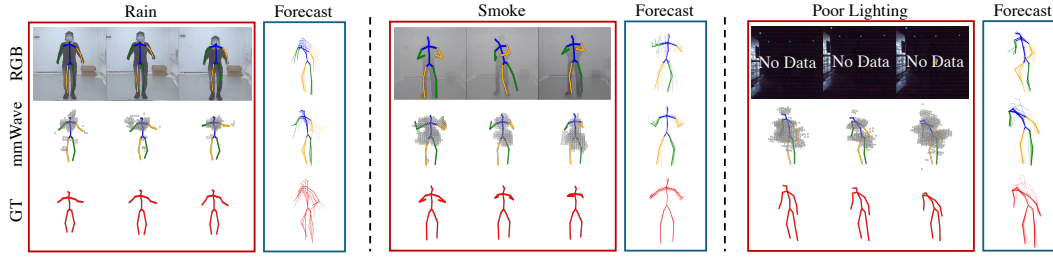 Rain Forecast Smoke Forecast Poor Lighting Forecast
RGB
No Data No Data No Data
mmWave
GT